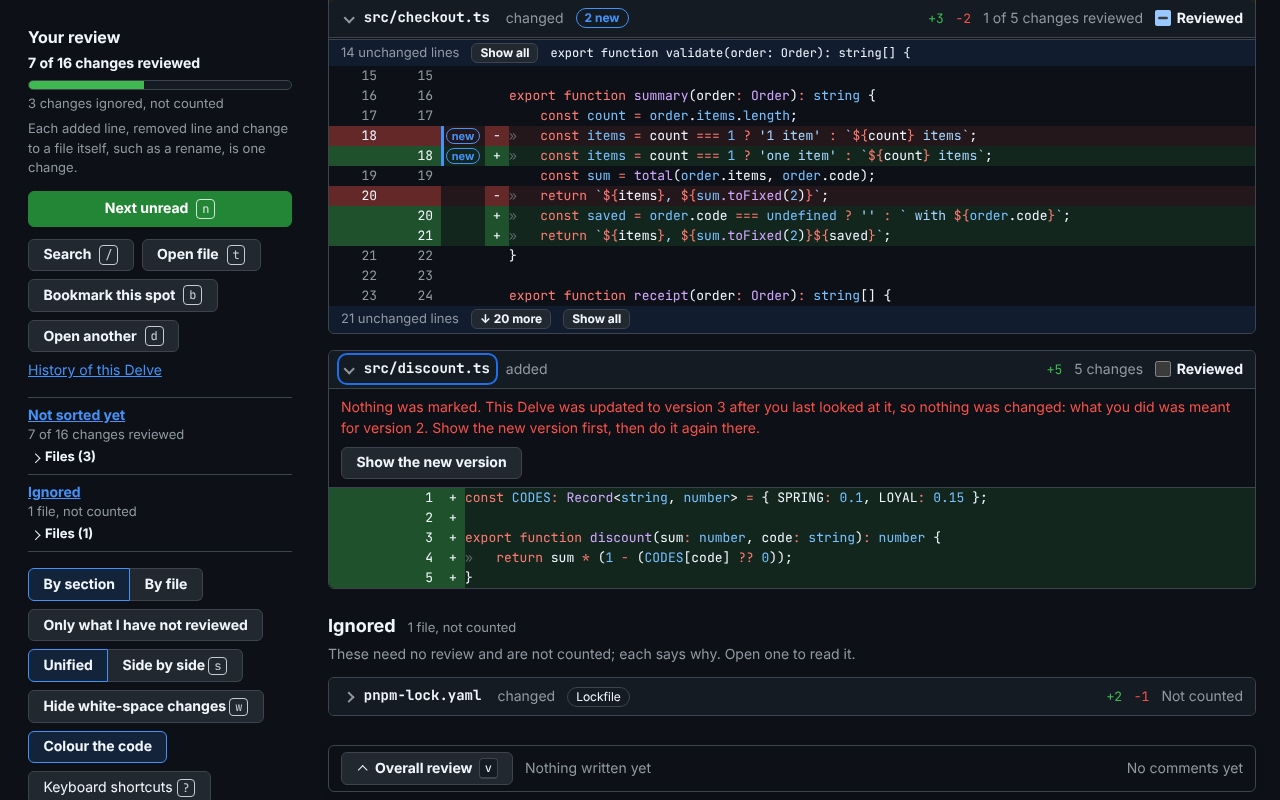 Your review
7 of 16 changes reviewed
3 changes ignored, not counted
Each added line, removed line and change
to a file itself, such as a rename, is one
change.
Next unread n
Search / Open file t
Bookmark this spot b
Open another d
History of this Delve
Not sorted yet
7 of 16 changes reviewed
Files (3)
Ignored
1 file, not counted
Files (1)
By section By file
Only what I have not reviewed
Unified Side by side s
Hide white-space changes w
Colour the code
Keyboard shortcuts ?
src/checkout.ts changed 2 new +3 -2 1 of 5 changes reviewed Reviewed
14 unchanged lines Show all export function validate(order: Order): string[] {
15 15
16 16 export function summary(order: Order): string {
17 17 const count = order.items.length;
18 new - » const items = count === 1 ? '1 item' : `${count} items`;
18 new + » const items = count === 1 ? 'one item' : `${count} items`;
19 19 const sum = total(order.items, order.code);
20 - » return `${items}, ${sum.toFixed(2)}`;
20 + » const saved = order.code === undefined ? '' : ` with ${order.code}`;
21 + » return `${items}, ${sum.toFixed(2)}${saved}`;
21 22 }
22 23
23 24 export function receipt(order: Order): string[] {
21 unchanged lines ↓ 20 more Show all
src/discount.ts added +5 5 changes Reviewed
Nothing was marked. This Delve was updated to version 3 after you last looked at it, so nothing was changed: what you did was meant
for version 2. Show the new version first, then do it again there.
Show the new version
1 + const CODES: Record<string, number> = { SPRING: 0.1, LOYAL: 0.15 };
2 +
3 + export function discount(sum: number, code: string): number {
4 + » return sum * (1 - (CODES[code] ?? 0));
5 + }
Ignored 1 file, not counted
These need no review and are not counted; each says why. Open one to read it.
pnpm-lock.yaml changed Lockfile +2 -1 Not counted
Overall review v Nothing written yet No comments yet